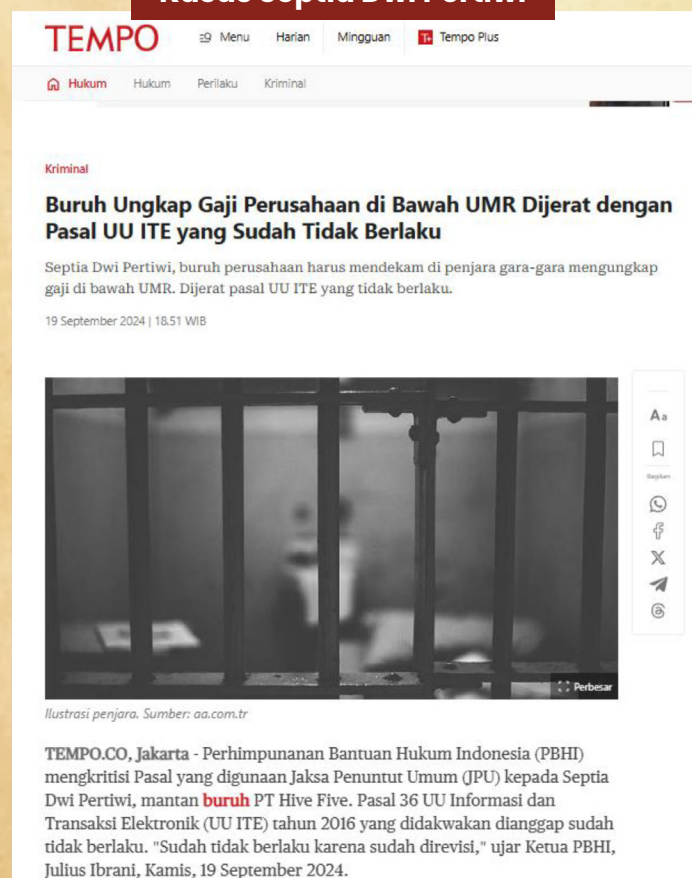 Kasus Septia Dwi Pertiwi
TEMPO
Menu Harian Mingguan T+ Tempo Plus
Hukum Hukum Perilaku Kriminal
Kriminal
Buruh Ungkap Gaji Perusahaan di Bawah UMR Dijerat dengan
Pasal UU ITE yang Sudah Tidak Berlaku
Septia Dwi Pertiwi, buruh perusahaan harus mendekam di penjara gara-gara mengungkap
gaji di bawah UMR. Dijerat pasal UU ITE yang tidak berlaku.
19 September 2024 | 18.51 WIB
Aa
Bagikan
Perbesar
Ilustrasi penjara. Sumber: aa.com.tr
TEMPO.CO, Jakarta - Perhimpunanan Bantuan Hukum Indonesia (PBHI)
mengkritisi Pasal yang digunaan Jaksa Penuntut Umum (JPU) kepada Septia
Dwi Pertiwi, mantan buruh PT Hive Five. Pasal 36 UU Informasi dan
Transaksi Elektronik (UU ITE) tahun 2016 yang didakwakan dianggap sudah
tidak berlaku. "Sudah tidak berlaku karena sudah direvisi," ujar Ketua PBHI,
Julius Ibrani, Kamis, 19 September 2024.